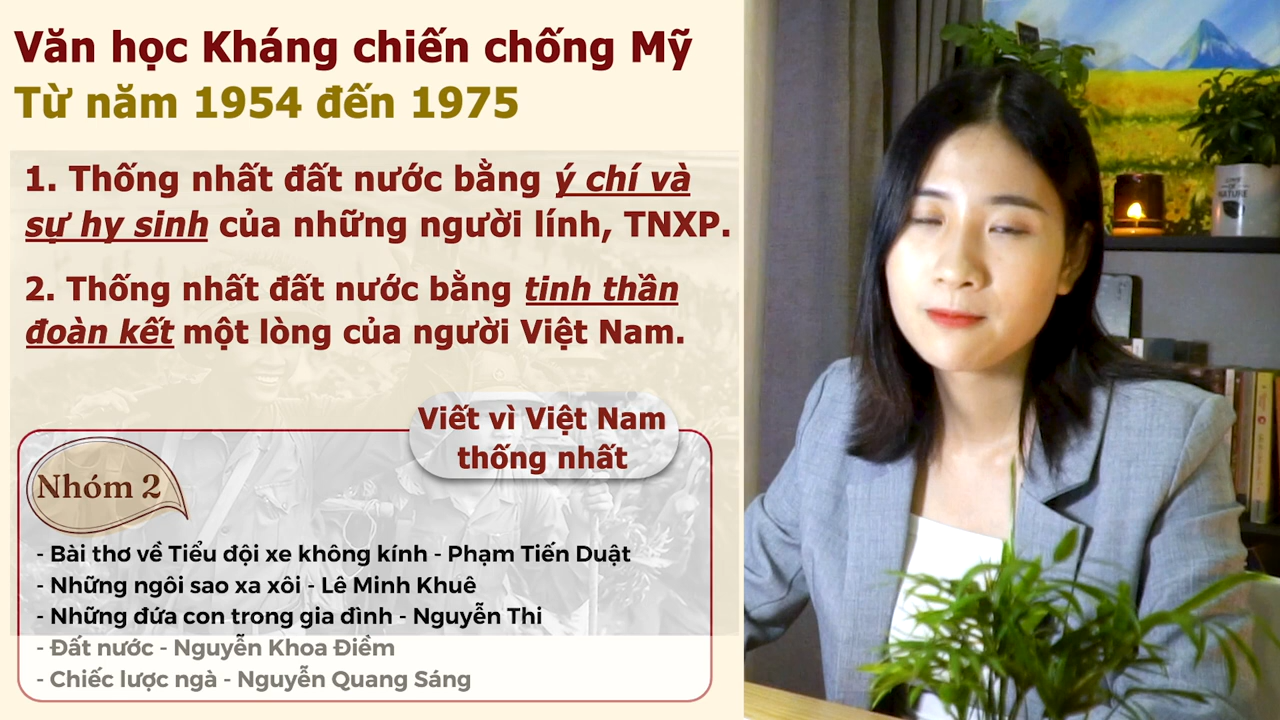 Văn học Kháng chiến chống Mỹ
Từ năm 1954 đến 1975
1. Thống nhất đất nước bằng ý chí và
sự hy sinh của những người lính, TNXP.
2. Thống nhất đất nước bằng tinh thần
đoàn kết một lòng của người Việt Nam.
Viết vì Việt Nam
thống nhất
Nhóm 2
- Bài thơ về Tiểu đội xe không kính - Phạm Tiến Duật
- Những ngôi sao xa xôi - Lê Minh Khuê
- Những đứa con trong gia đình - Nguyễn Thi
- Đất nước - Nguyễn Khoa Điềm
- Chiếc lược ngà - Nguyễn Quang Sáng
NATURE